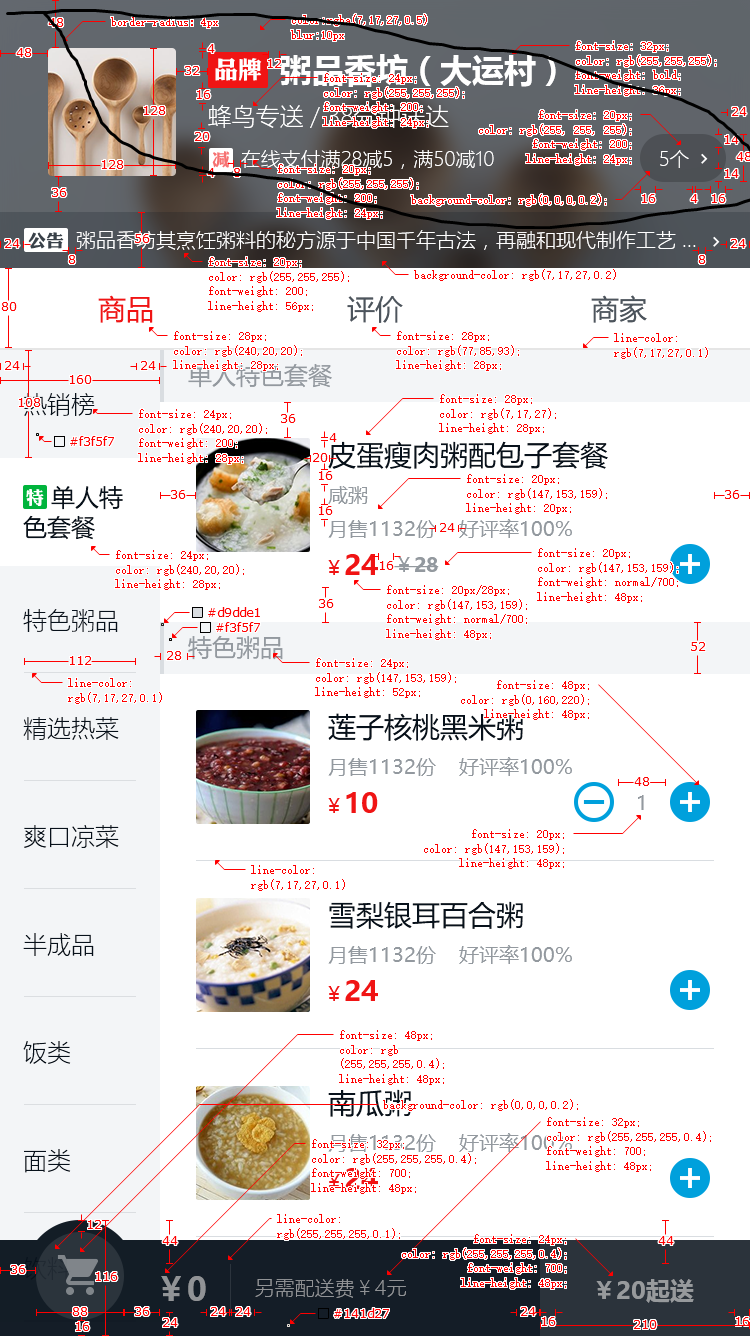 48
border-radius: 4px
color:rgba(7,17,27,0.5)
blur:10px
48
品牌
粥品香坊（大运村）
font-size: 32px;
color: rgb(255,255,255);
font-weight: bold;
line-height: 36px;
4
32
12
16
128
128
font-size: 24px;
color: rgb(255,255,255);
font-weight: 200;
line-height: 24px;
蜂鸟专送 / 38分钟送达
20
font-size: 20px;
color: rgb(255, 255, 255);
font-weight: 200;
line-height: 24px;
24
14
48
14
减
在线支付满28减5，满50减10
5个
4
8
font-size: 20px;
color: rgb(255,255,255);
font-weight: 200;
line-height: 24px;
background-color: rgb(0,0,0,0.2);
16
4
16
36
24
公告
粥品香坊其烹饪粥料的秘方源于中国千年古法，再融和现代制作工艺 ...
24
56
8
8
font-size: 20px;
color: rgb(255,255,255);
font-weight: 200;
line-height: 56px;
background-color: rgb(7,17,27,0.2)
80
商品
评价
商家
font-size: 28px;
color: rgb(240,20,20);
line-height: 28px;
font-size: 28px;
color: rgb(77,85,93);
line-height: 28px;
line-color:
rgb(7,17,27,0.1)
24
24
160
单人特色套餐
108
热销榜
font-size: 24px;
color: rgb(240,20,20);
font-weight: 200;
line-height: 28px;
#f3f5f7
36
font-size: 28px;
color: rgb(7,17,27);
line-height: 28px;
4
20
皮蛋瘦肉粥配包子套餐
16
36
咸粥
font-size: 20px;
color: rgb(147,153,159);
line-height: 20px;
36
16
月售1132份
24
好评率100%
特
单人特
色套餐
￥24
16
￥28
font-size: 20px;
color: rgb(147,153,159);
font-weight: normal/700;
line-height: 48px;
font-size: 24px;
color: rgb(240,20,20);
line-height: 28px;
36
font-size: 20px/28px;
color: rgb(147,153,159);
font-weight: normal/700;
line-height: 48px;
特色粥品
#d9dde1
#f3f5f7
特色粥品
28
52
112
font-size: 24px;
color: rgb(147,153,159);
line-height: 52px;
line-color:
rgb(7,17,27,0.1)
font-size: 48px;
color: rgb(0,160,220);
line-height: 48px;
精选热菜
莲子核桃黑米粥
月售1132份
好评率100%
48
￥10
1
font-size: 20px;
color: rgb(147,153,159);
line-height: 48px;
爽口凉菜
line-color:
rgb(7,17,27,0.1)
雪梨银耳百合粥
半成品
月售1132份
好评率100%
￥24
font-size: 48px;
color: rgb
(255,255,255,0.4);
line-height: 48px;
饭类
南瓜粥
background-color: rgb(0,0,0,0.2);
月售1132份
好评率100%
font-size: 32px;
color: rgb(255,255,255,0.4);
font-weight: 700;
line-height: 48px;
font-size: 32px;
color: rgb(255,255,255,0.4);
font-weight: 700;
line-height: 48px;
面类
￥24
12
line-color:
rgb(255,255,255,0.1);
44
font-size: 24px;
color: rgb(255,255,255,0.4);
font-weight: 700;
line-height: 48px;
44
36
116
¥0
另需配送费￥4元
￥20起送
88
36
24
24
24
#141d27
24
16
16
16
210